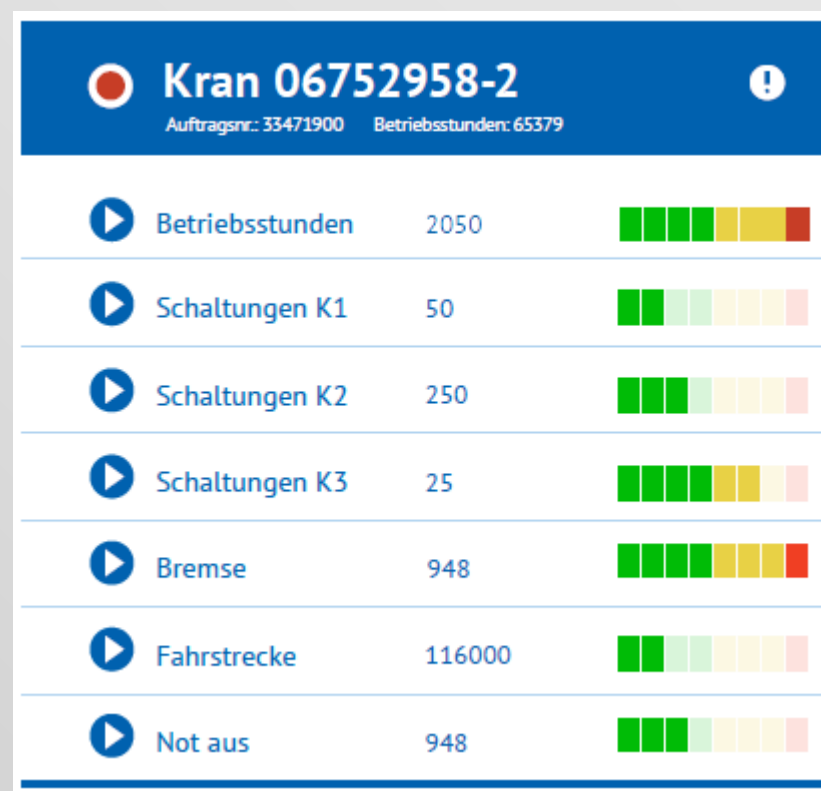 Kran 06752958-2
Auftragsnr.: 33471900 Betriebsstunden: 65379
Betriebsstunden 2050
Schaltungen K1 50
Schaltungen K2 250
Schaltungen K3 25
Bremse 948
Fahrstrecke 116000
Not aus 948